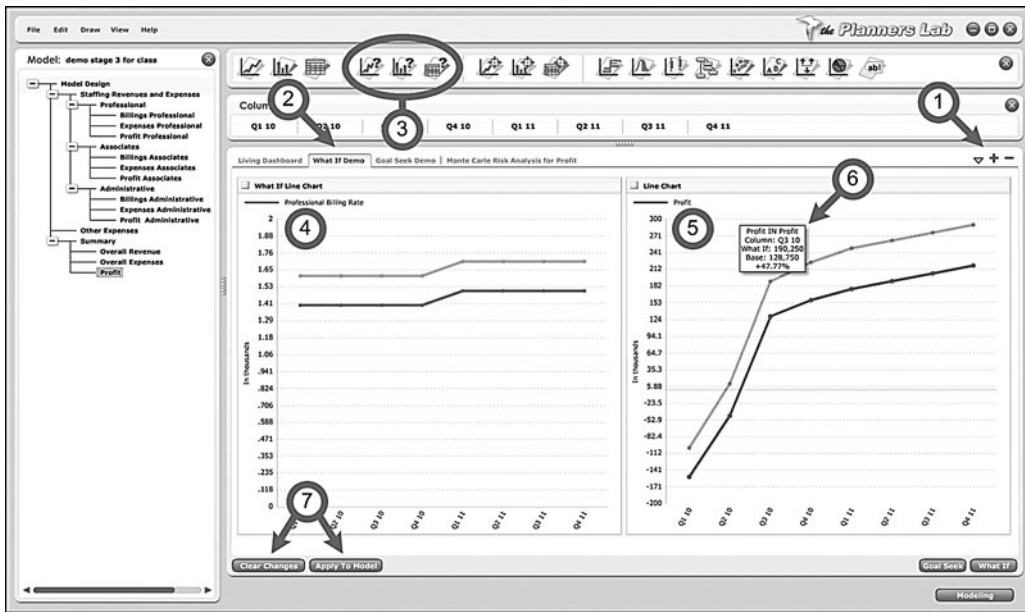 File Edit Draw View Help
the Planners Lab
Model: demo stage 3 for class
Model Design
Staffing Revenues and Expenses
Professional
Billings Professional
Expenses Professional
Profit Professional
Associates
Billings Associates
Expenses Associates
Profit Associates
Administrative
Billings Administrative
Expenses Administrative
Profit Administrative
Other Expenses
Summary
Overall Revenue
Overall Expenses
Profit
abl
2
3
1
Colum
Q1 10 Q2 10 Q4 10 Q1 11 Q2 11 Q3 11 Q4 11
Living Dashboard What If Demo Goal Seek Demo Monte Carle Risk Analysis for Profit
What If Line Chart
Professional Billing Rate
4
2
1.88
1.76
1.65
1.53
1.41
1.29
1.18
1.06
.941
.824
.706
.588
.471
.353
.235
.118
0
In thousands
Q2 10 Q3 10 Q4 10 Q1 11 Q2 11 Q3 11 Q4 11
7
Line Chart
Profit
5
6
Profit IN Profit
Column: Q3 10
What If: 190,250
Base: 128,750
+47.77%
300
271
241
212
182
153
124
94.1
64.7
35.3
5.88
-23.5
-52.9
-82.4
-112
-141
-171
-200
In thousands
Q1 10 Q2 10 Q3 10 Q4 10 Q1 11 Q2 11 Q3 11 Q4 11
Clear Changes Apply To Model Goal Seek What If
Modeling